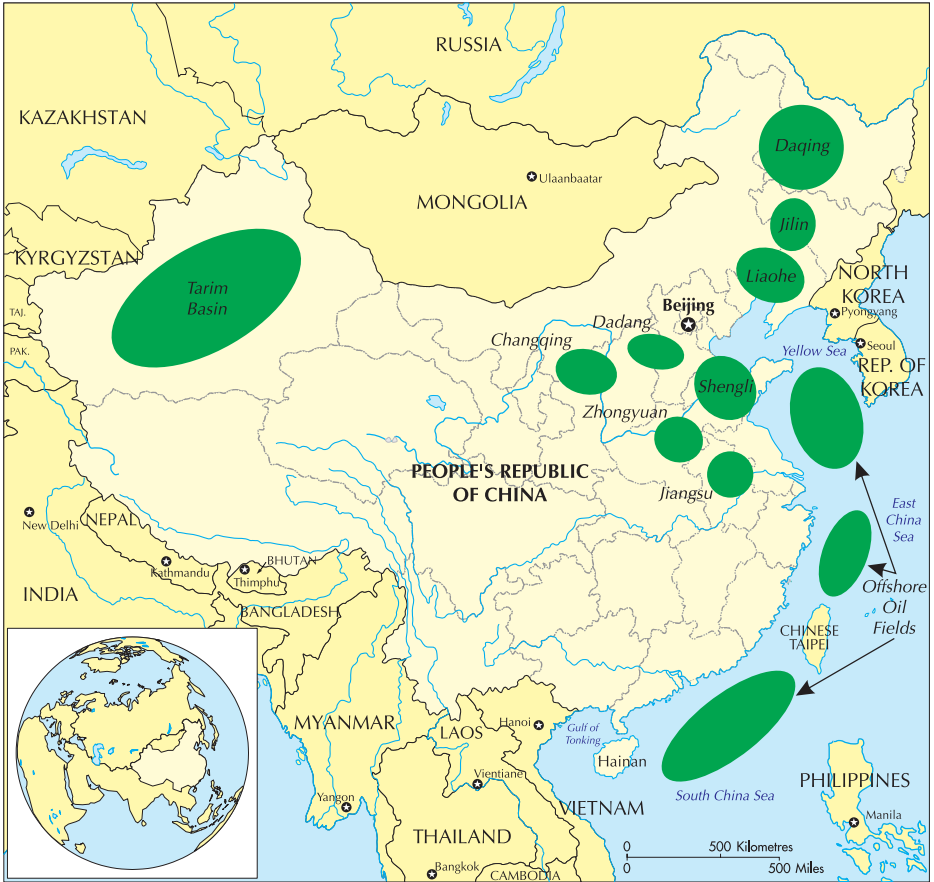 RUSSIA
KAZAKHSTAN
Daqing
Ulaanbaatar
MONGOLIA
Jilin
KYRGYZSTAN
Liaohe
NORTH
KOREA
Tarim
Basin
TAJ.
Beijing
Pyongyang
Dadang
Changqing
Seoul
Yellow Sea
PAK.
REP. OF
KOREA
Shengli
Zhongyuan
PEOPLE'S REPUBLIC
OF CHINA
Jiangsu
New Delhi
NEPAL
East
China
Sea
Kathmandu
BHUTAN
Thimphu
INDIA
Offshore
Oil
Fields
BANGLADESH
CHINESE
TAIPEI
MYANMAR
LAOS
Hanoi
Gulf of
Tonking
Hainan
Vientiane
PHILIPPINES
South China Sea
Yangon
VIETNAM
Manila
THAILAND
0 500 Kilometres
0 500 Miles
Bangkok
CAMBODIA